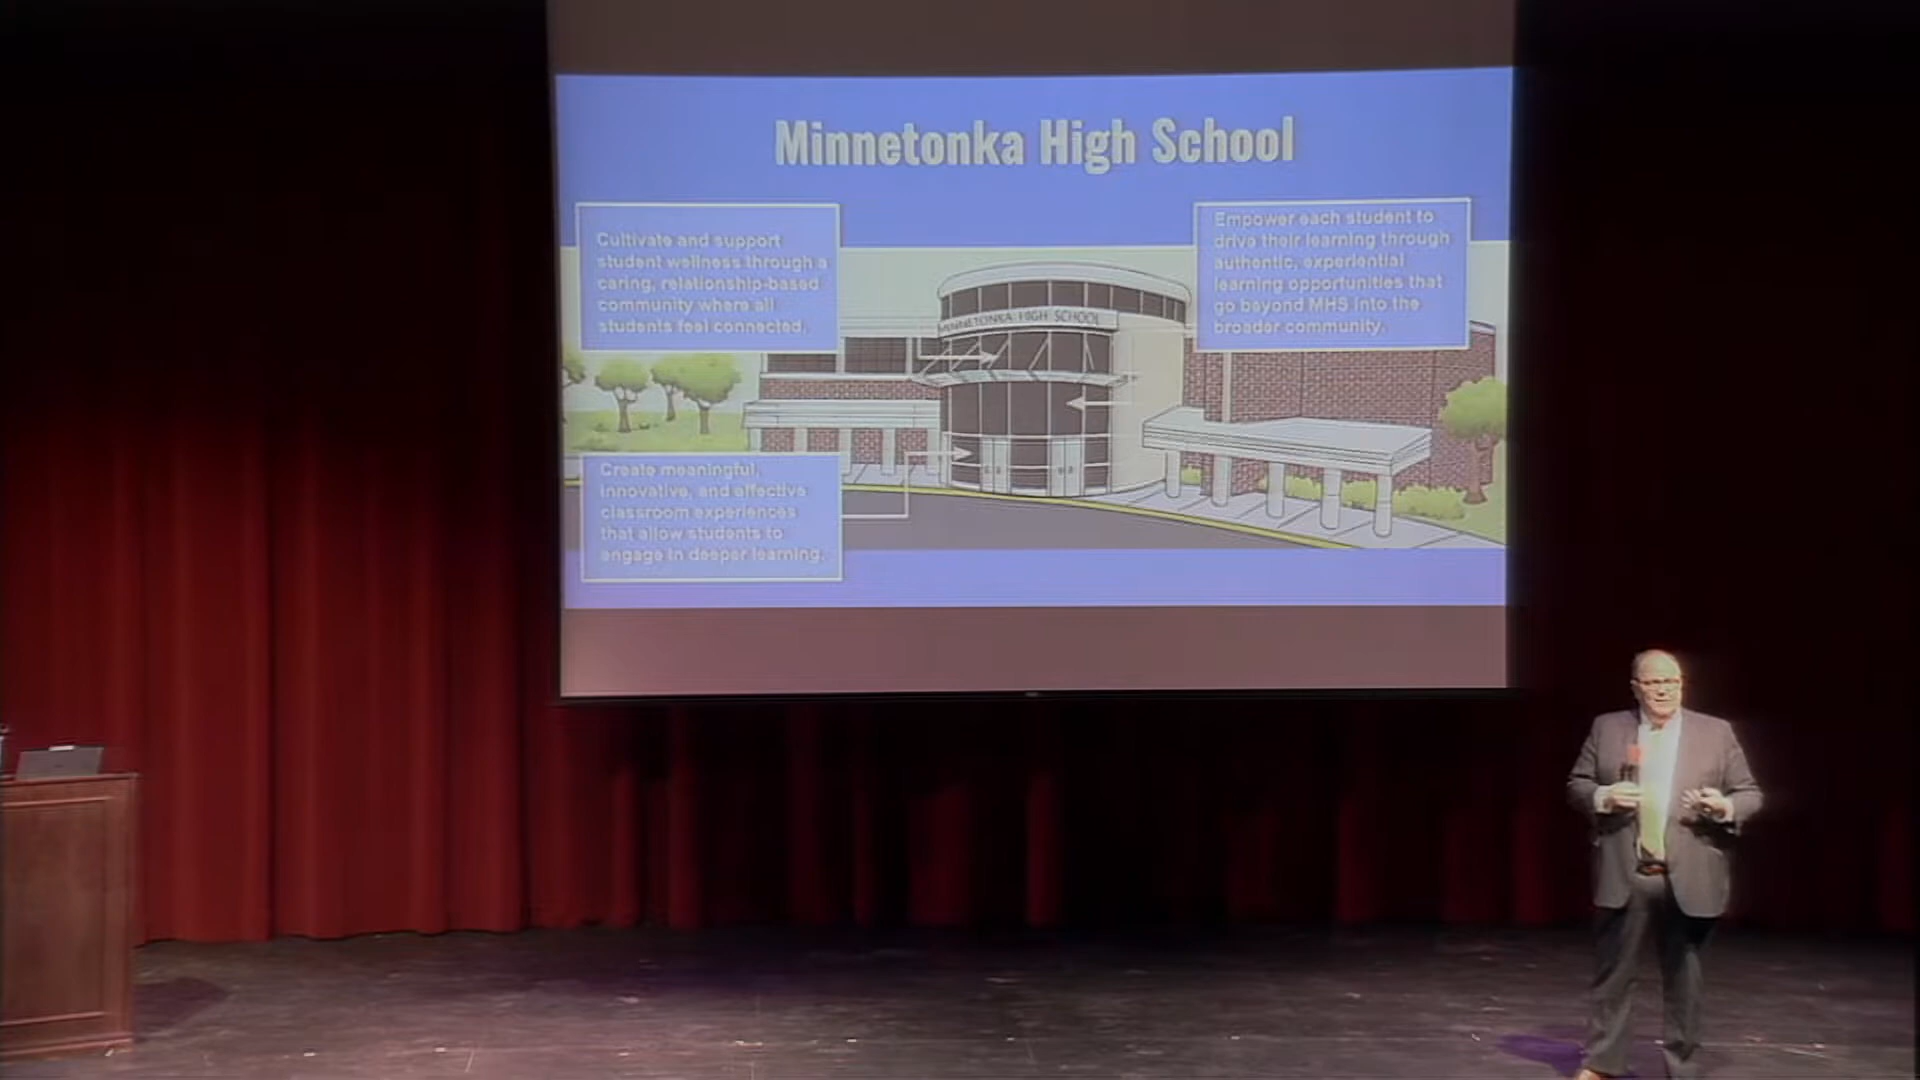 Minnetonka High School
Cultivate and support
student wellness through a
caring, relationship-based
community where all
students feel connected.
Empower each student to
drive their learning through
authentic, experiential
learning opportunities that
go beyond MHS into the
broader community.
MINNETONKA HIGH SCHOOL
Create meaningful,
innovative, and effective
classroom experiences
that allow students to
engage in deeper learning.